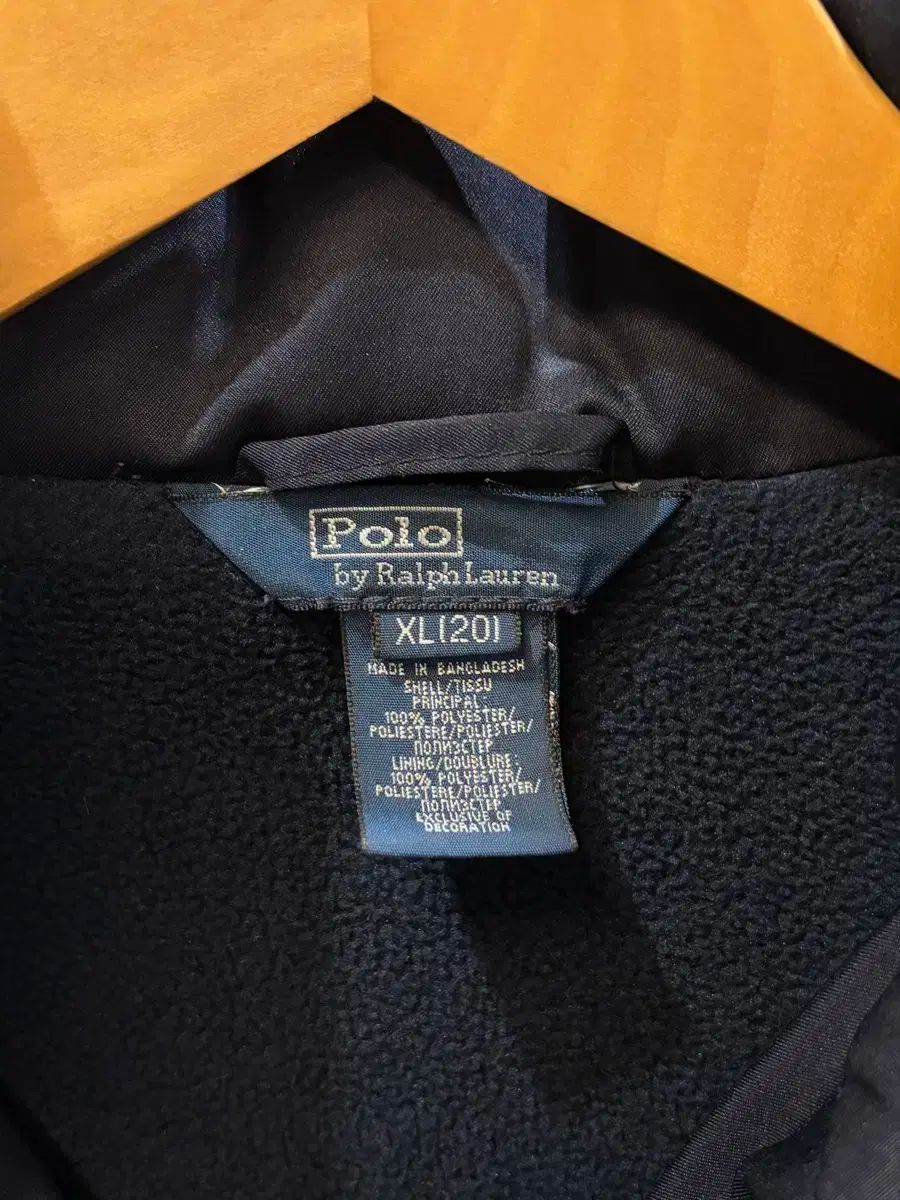 Polo
by Ralph Lauren
XL(20)
MADE IN BANGLADESH
SHELL/TISSU
PRINCIPAL
100% POLYESTER/
POLIESTERE/POLIESTER/
ПОЛИЭСТЕР
LINING/DOUBLURE,
100% POLYESTER/
POLIESTERE/POLIESTER/
ПОЛИЭСТЕР
EXCLUSIVE OF
DECORATION